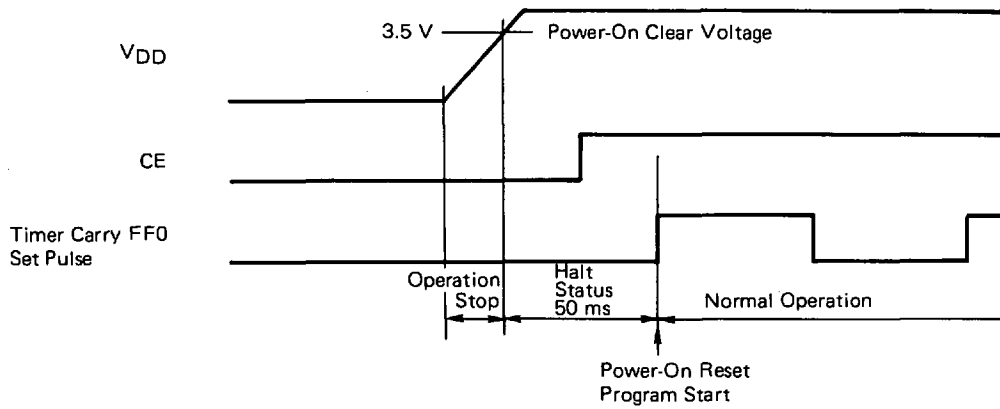 3.5 V
Power-On Clear Voltage
VDD
CE
Timer Carry FF0
Set Pulse
Operation
Stop
Halt
Status
50 ms
Normal Operation
Power-On Reset
Program Start